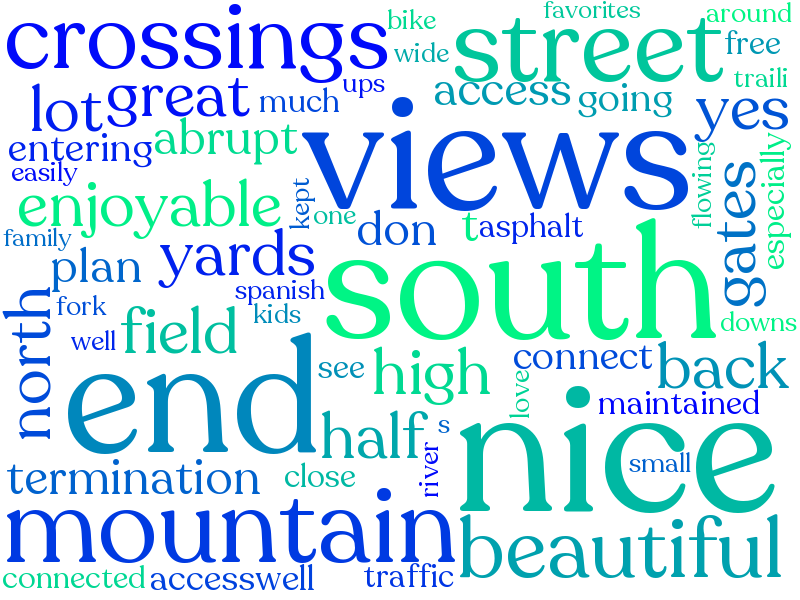 crossings
bike
favorites
around
street
wide
free
traili
lot
great
much
ups
access
going
yes
entering
abrupt
views
easily
enjoyable
kept
one
don
t
asphalt
flowing
gates
especially
family
plan
yards
south
spanish
north
fork
kids
well
field
downs
end
see
high
connect
back
love
maintained
half
s
nice
small
termination
close
river
mountain
beautiful
connected
accesswell
traffic